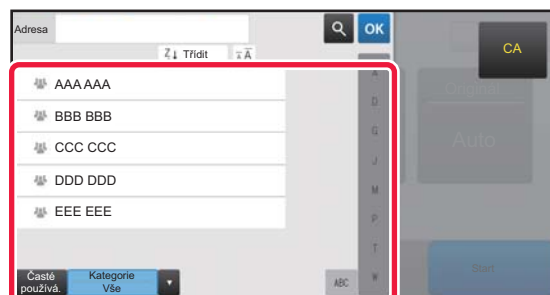 Adresa
OK
CA
Třídit
A
AAA AAA
BBB BBB
CCC CCC
DDD DDD
EEE EEE
A
D
G
J
M
P
T
W
ABC
Časté
používá.
Kategorie
Vše
Originál
Auto
Start